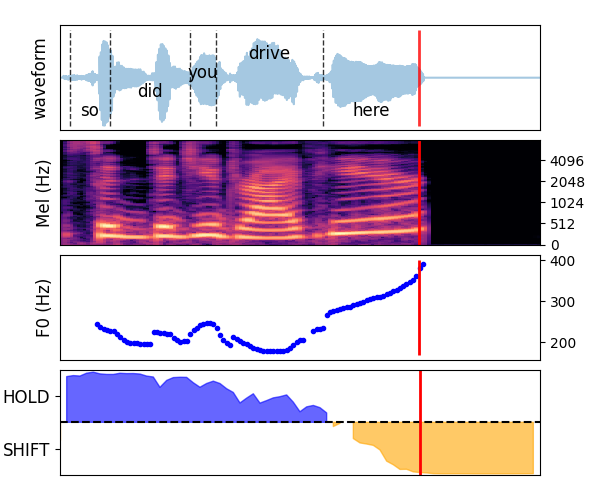 waveform
so did you drive here
Mel (Hz)
4096
2048
1024
512
0
F0 (Hz)
400
300
200
HOLD
SHIFT